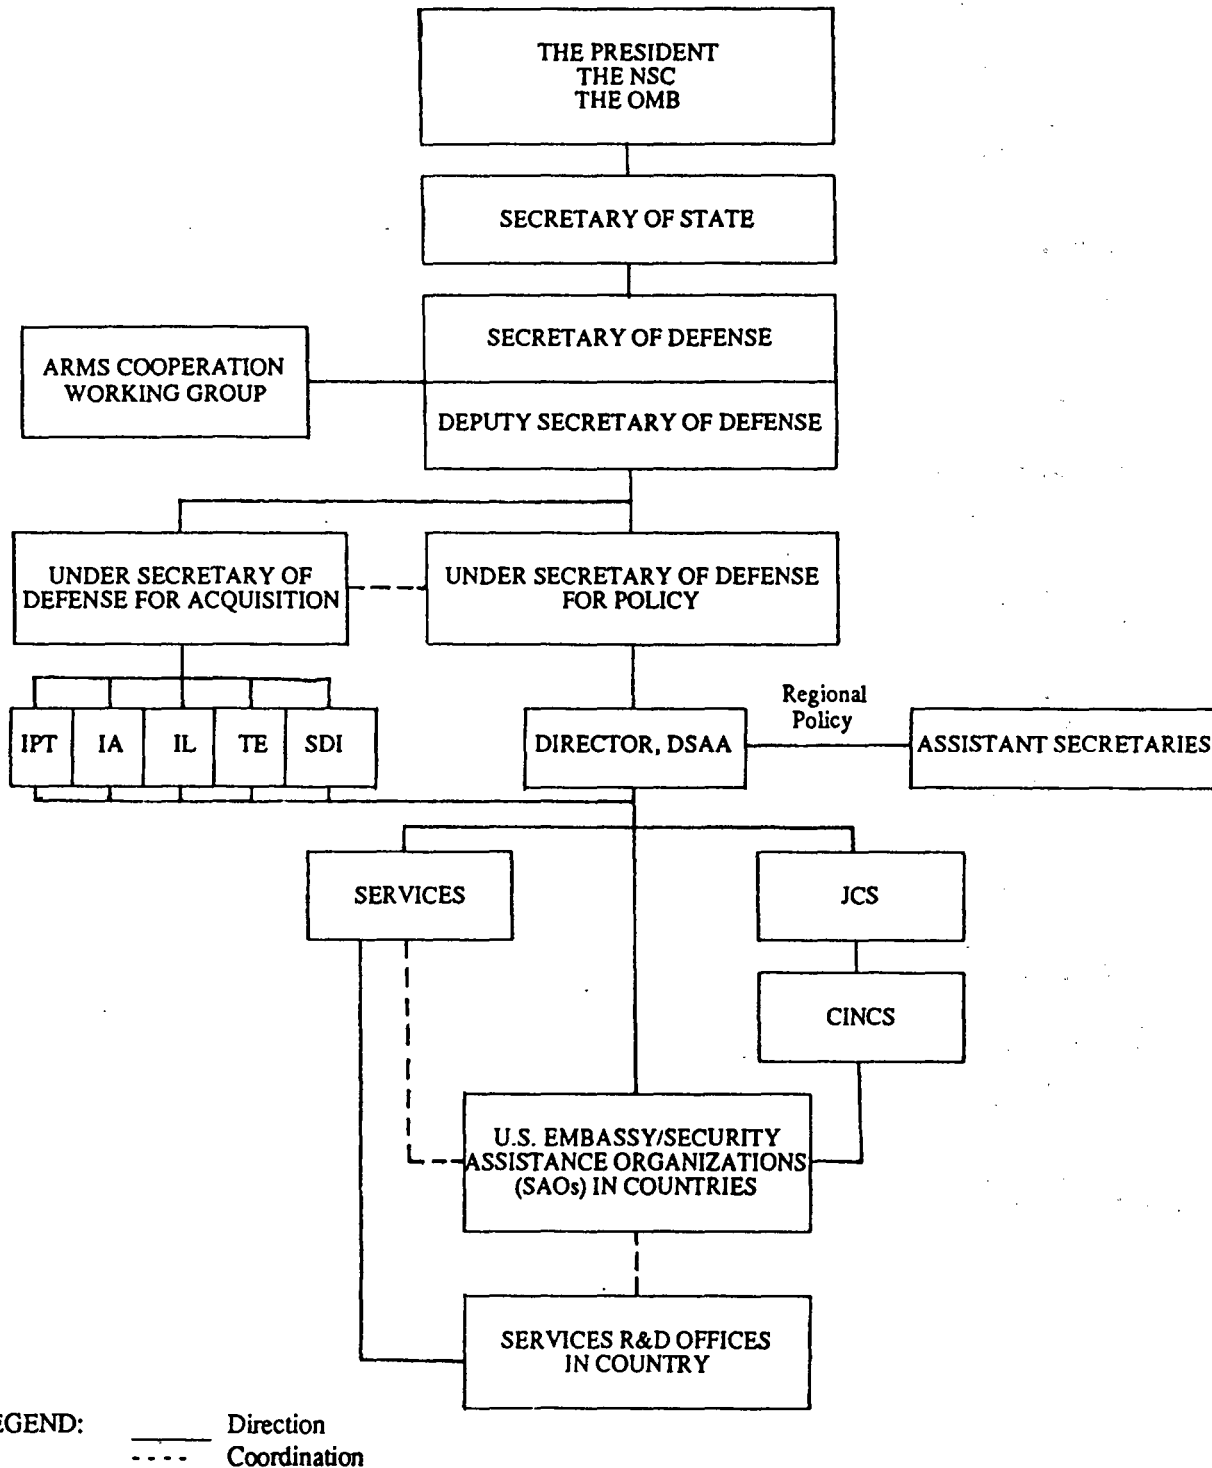 THE PRESIDENT
THE NSC
THE OMB
SECRETARY OF STATE
SECRETARY OF DEFENSE
ARMS COOPERATION
WORKING GROUP
DEPUTY SECRETARY OF DEFENSE
UNDER SECRETARY OF
DEFENSE FOR ACQUISITION
UNDER SECRETARY OF DEFENSE
FOR POLICY
IPT IA IL TE SDI
DIRECTOR, DSAA
Regional
Policy
ASSISTANT SECRETARIES
SERVICES
JCS
CINCS
U.S. EMBASSY/SECURITY
ASSISTANCE ORGANIZATIONS
(SAOs) IN COUNTRIES
SERVICES R&D OFFICES
IN COUNTRY
EGEND:
Direction
Coordination